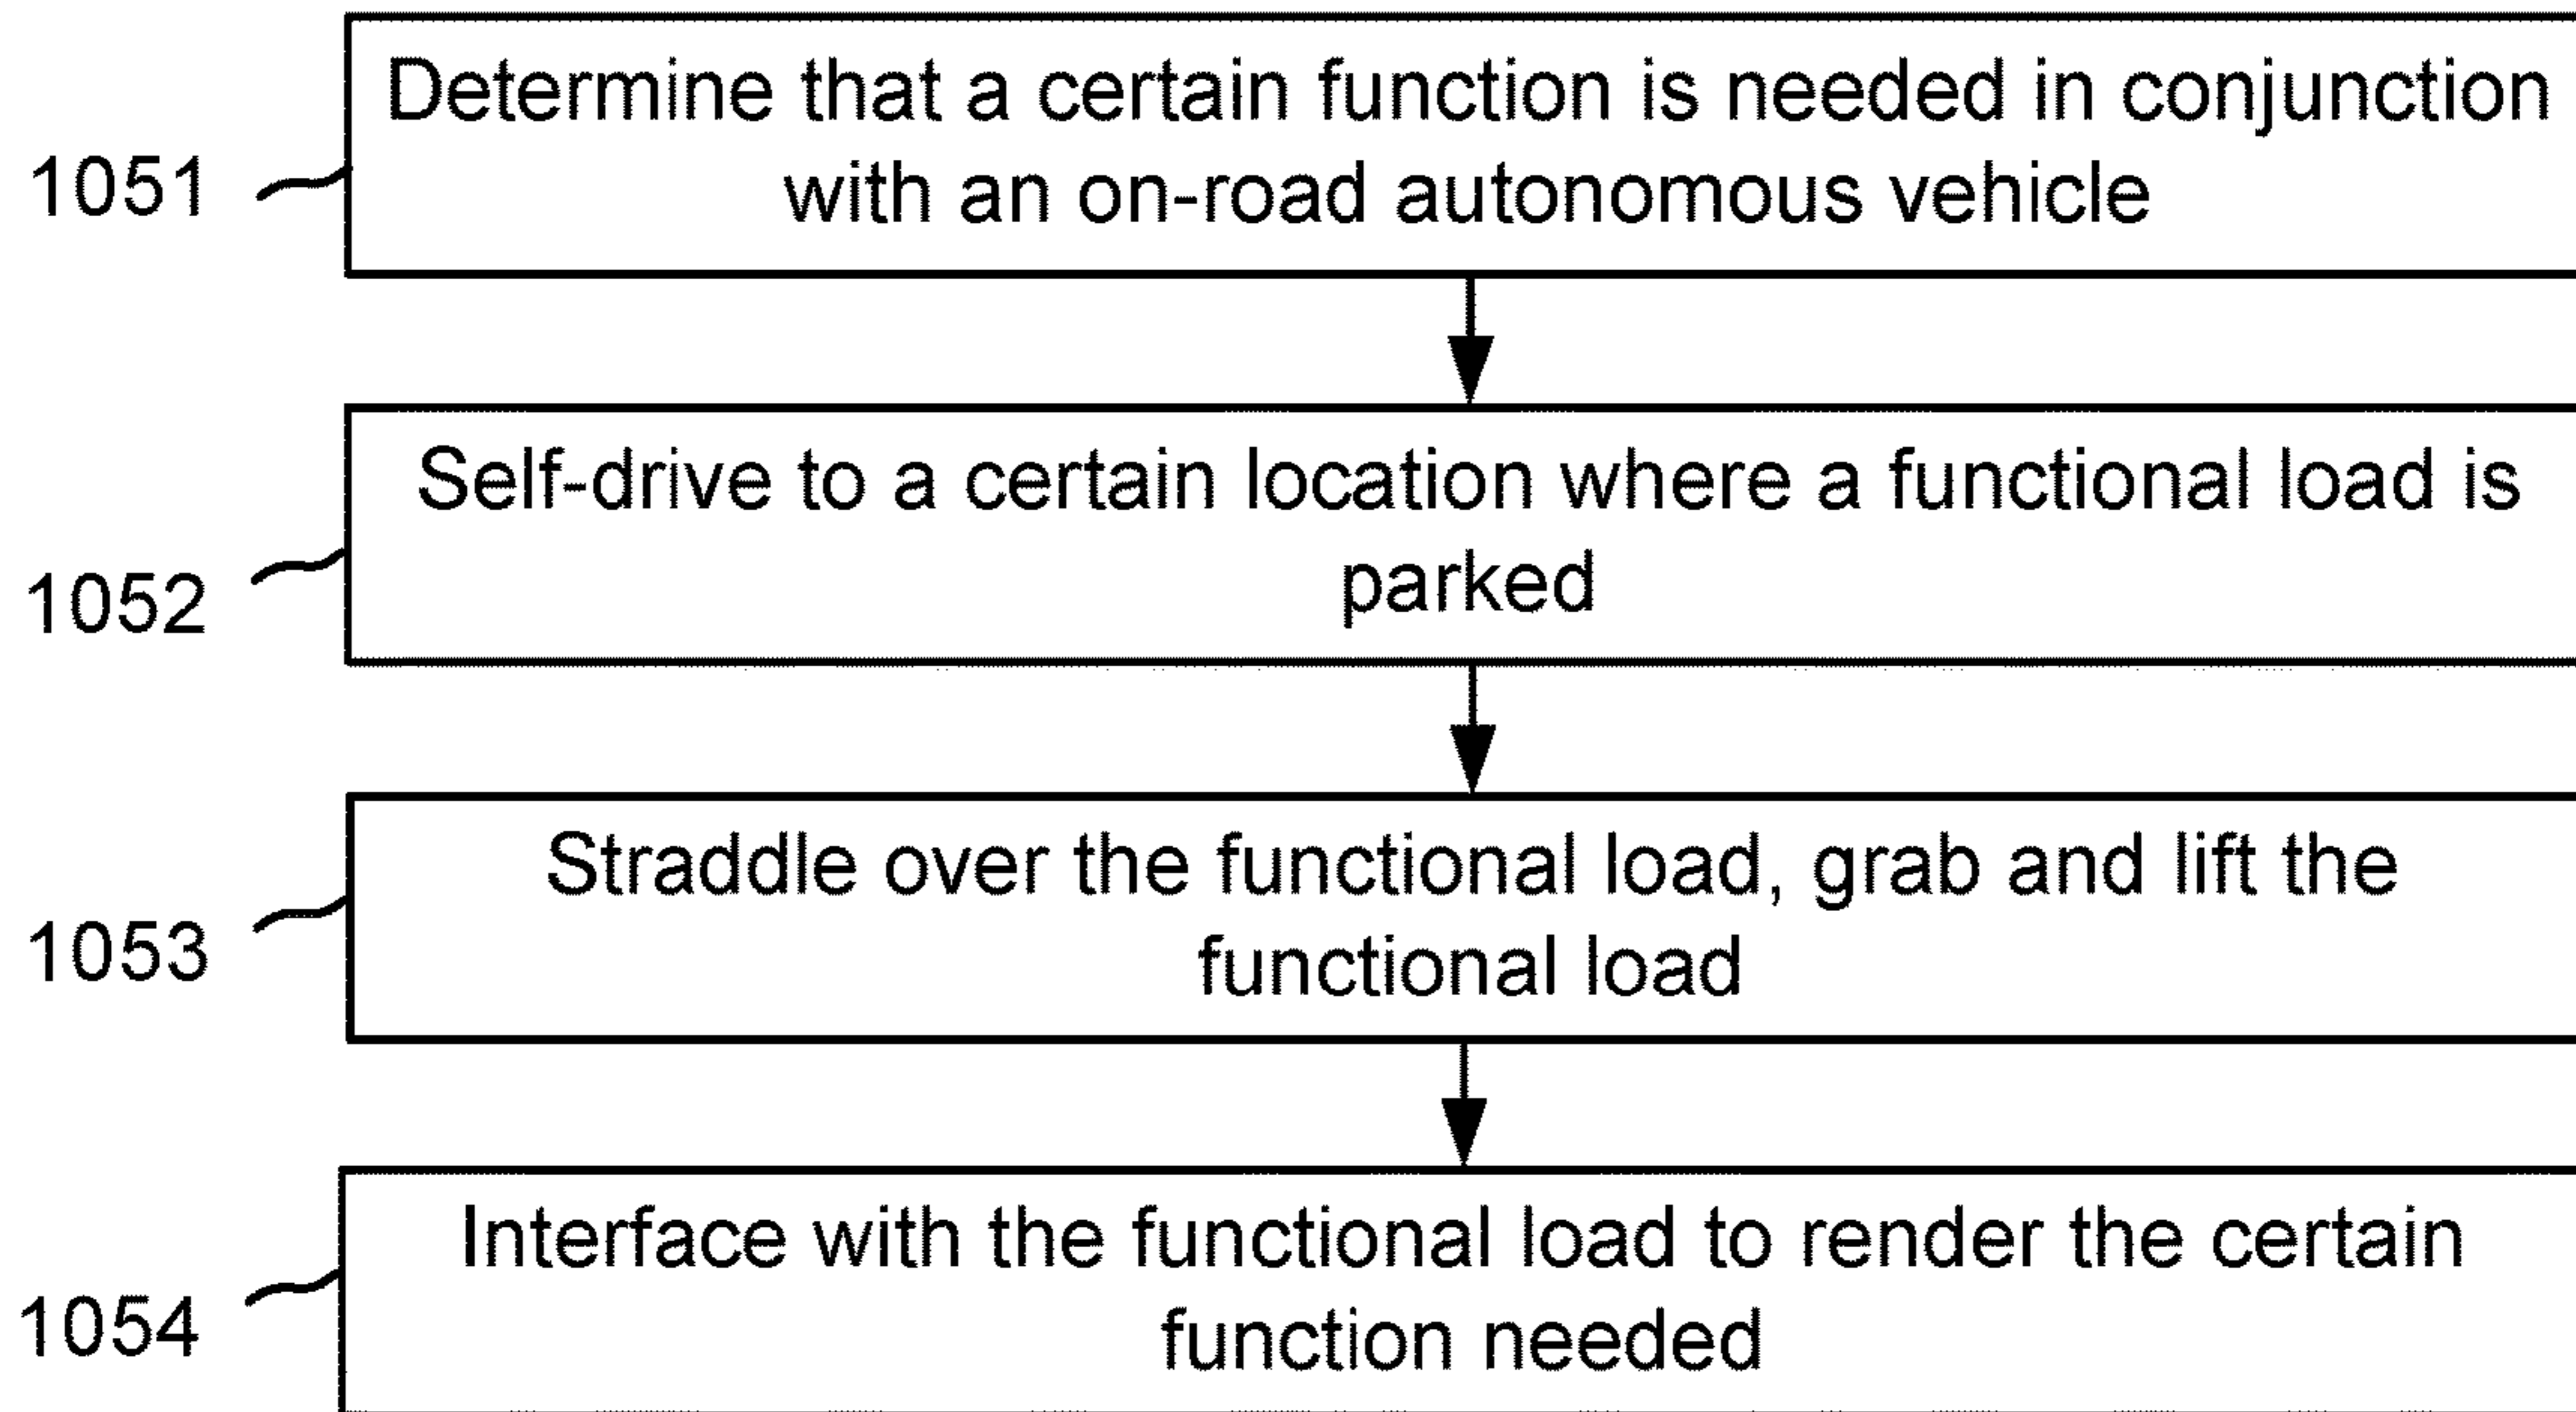 Determine that a certain function is needed in conjunction
1051
with an on-road autonomous vehicle
Self-drive to a certain location where a functional load is
1052
parked
Straddle over the functional load, grab and lift the
1053
functional load
Interface with the functional load to render the certain
1054
function needed